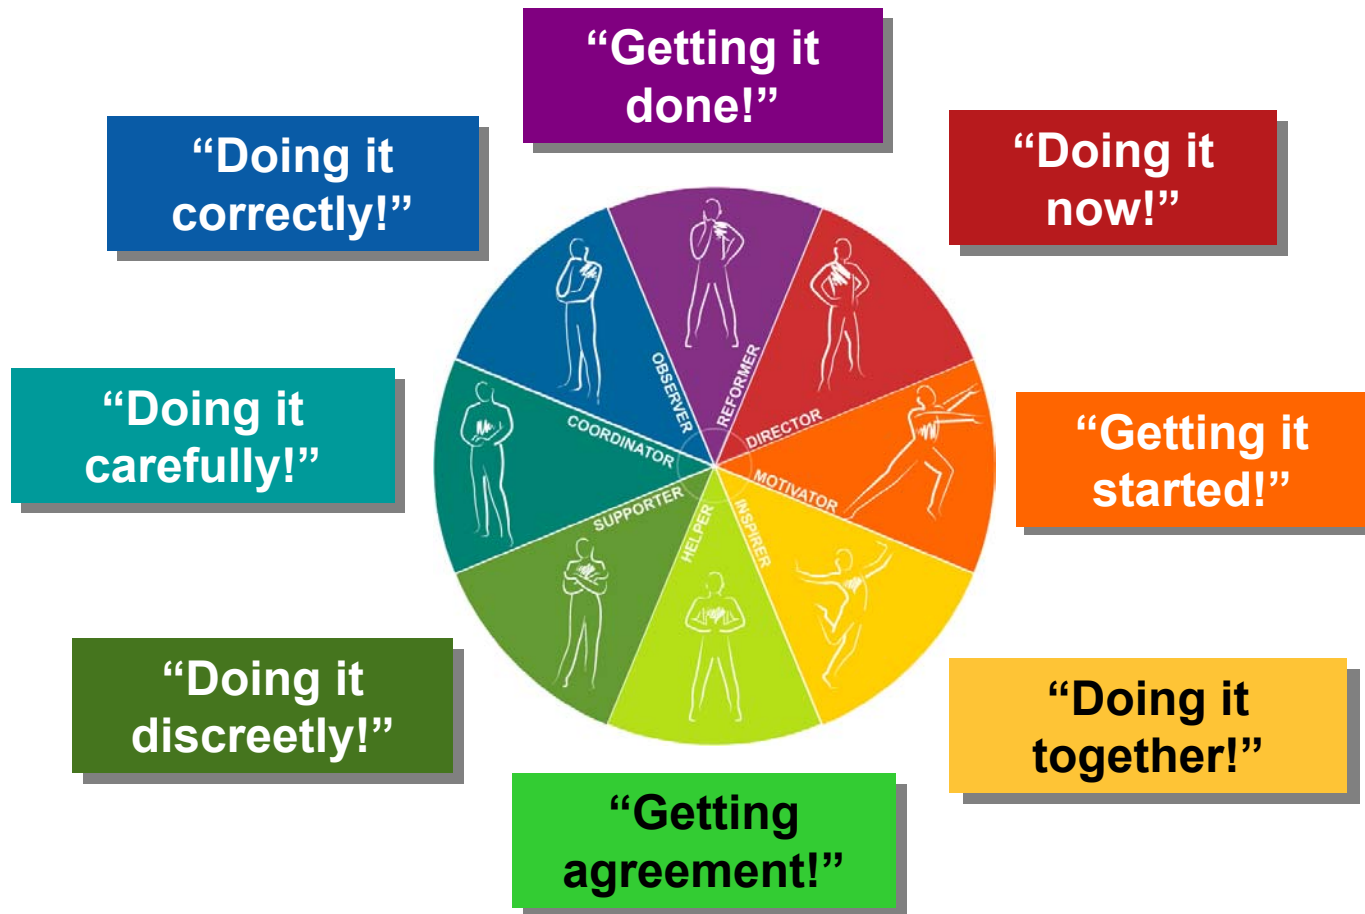 “Getting it
done!”
“Doing it
correctly!”
“Doing it
now!”
OBSERVER
REFORMER
“Doing it
carefully!”
COORDINATOR
DIRECTOR
“Getting it
started!”
SUPPORTER
HELPER
INSPIRER
MOTIVATOR
“Doing it
discreetly!”
“Doing it
together!”
“Getting
agreement!”